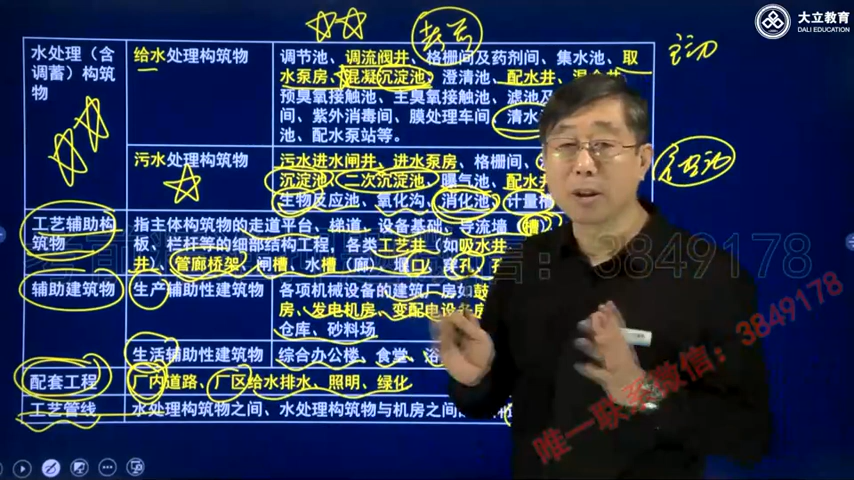 大立教育
DALI EDUCATION
水处理（含
调蓄）构筑
物
给水处理构筑物
调节池、调流阀井、格栅间及药剂间、集水池、取
水泵房、混凝沉淀池、澄清池、配水井、混合井、
预臭氧接触池、主臭氧接触池、滤池及
间、紫外消毒间、膜处理车间、清水
池、配水泵站等。
污水处理构筑物
污水进水闸井、进水泵房、格栅间、
沉淀池、二次沉淀池、曝气池、配水
生物反应池、氧化沟、消化池、计量槽
工艺辅助构
筑物
指主体构筑物的走道平台、梯道、设备基础、导流墙（槽）
板、栏杆等的细部结构工程，各类工艺井（如吸水井
井）、管廊桥架、闸槽、水槽（廊）、堰口、穿孔、孔
辅助建筑物
生产辅助性建筑物
各项机械设备的建筑厂房如鼓
房、发电机房、变配电设备房
仓库、砂料场
生活辅助性建筑物
综合办公楼、食堂、浴
配套工程
厂内道路、厂区给水排水、照明、绿化
工艺管线
水处理构筑物之间、水处理构筑物与机房之间
3849178
唯一联系微信：3849178